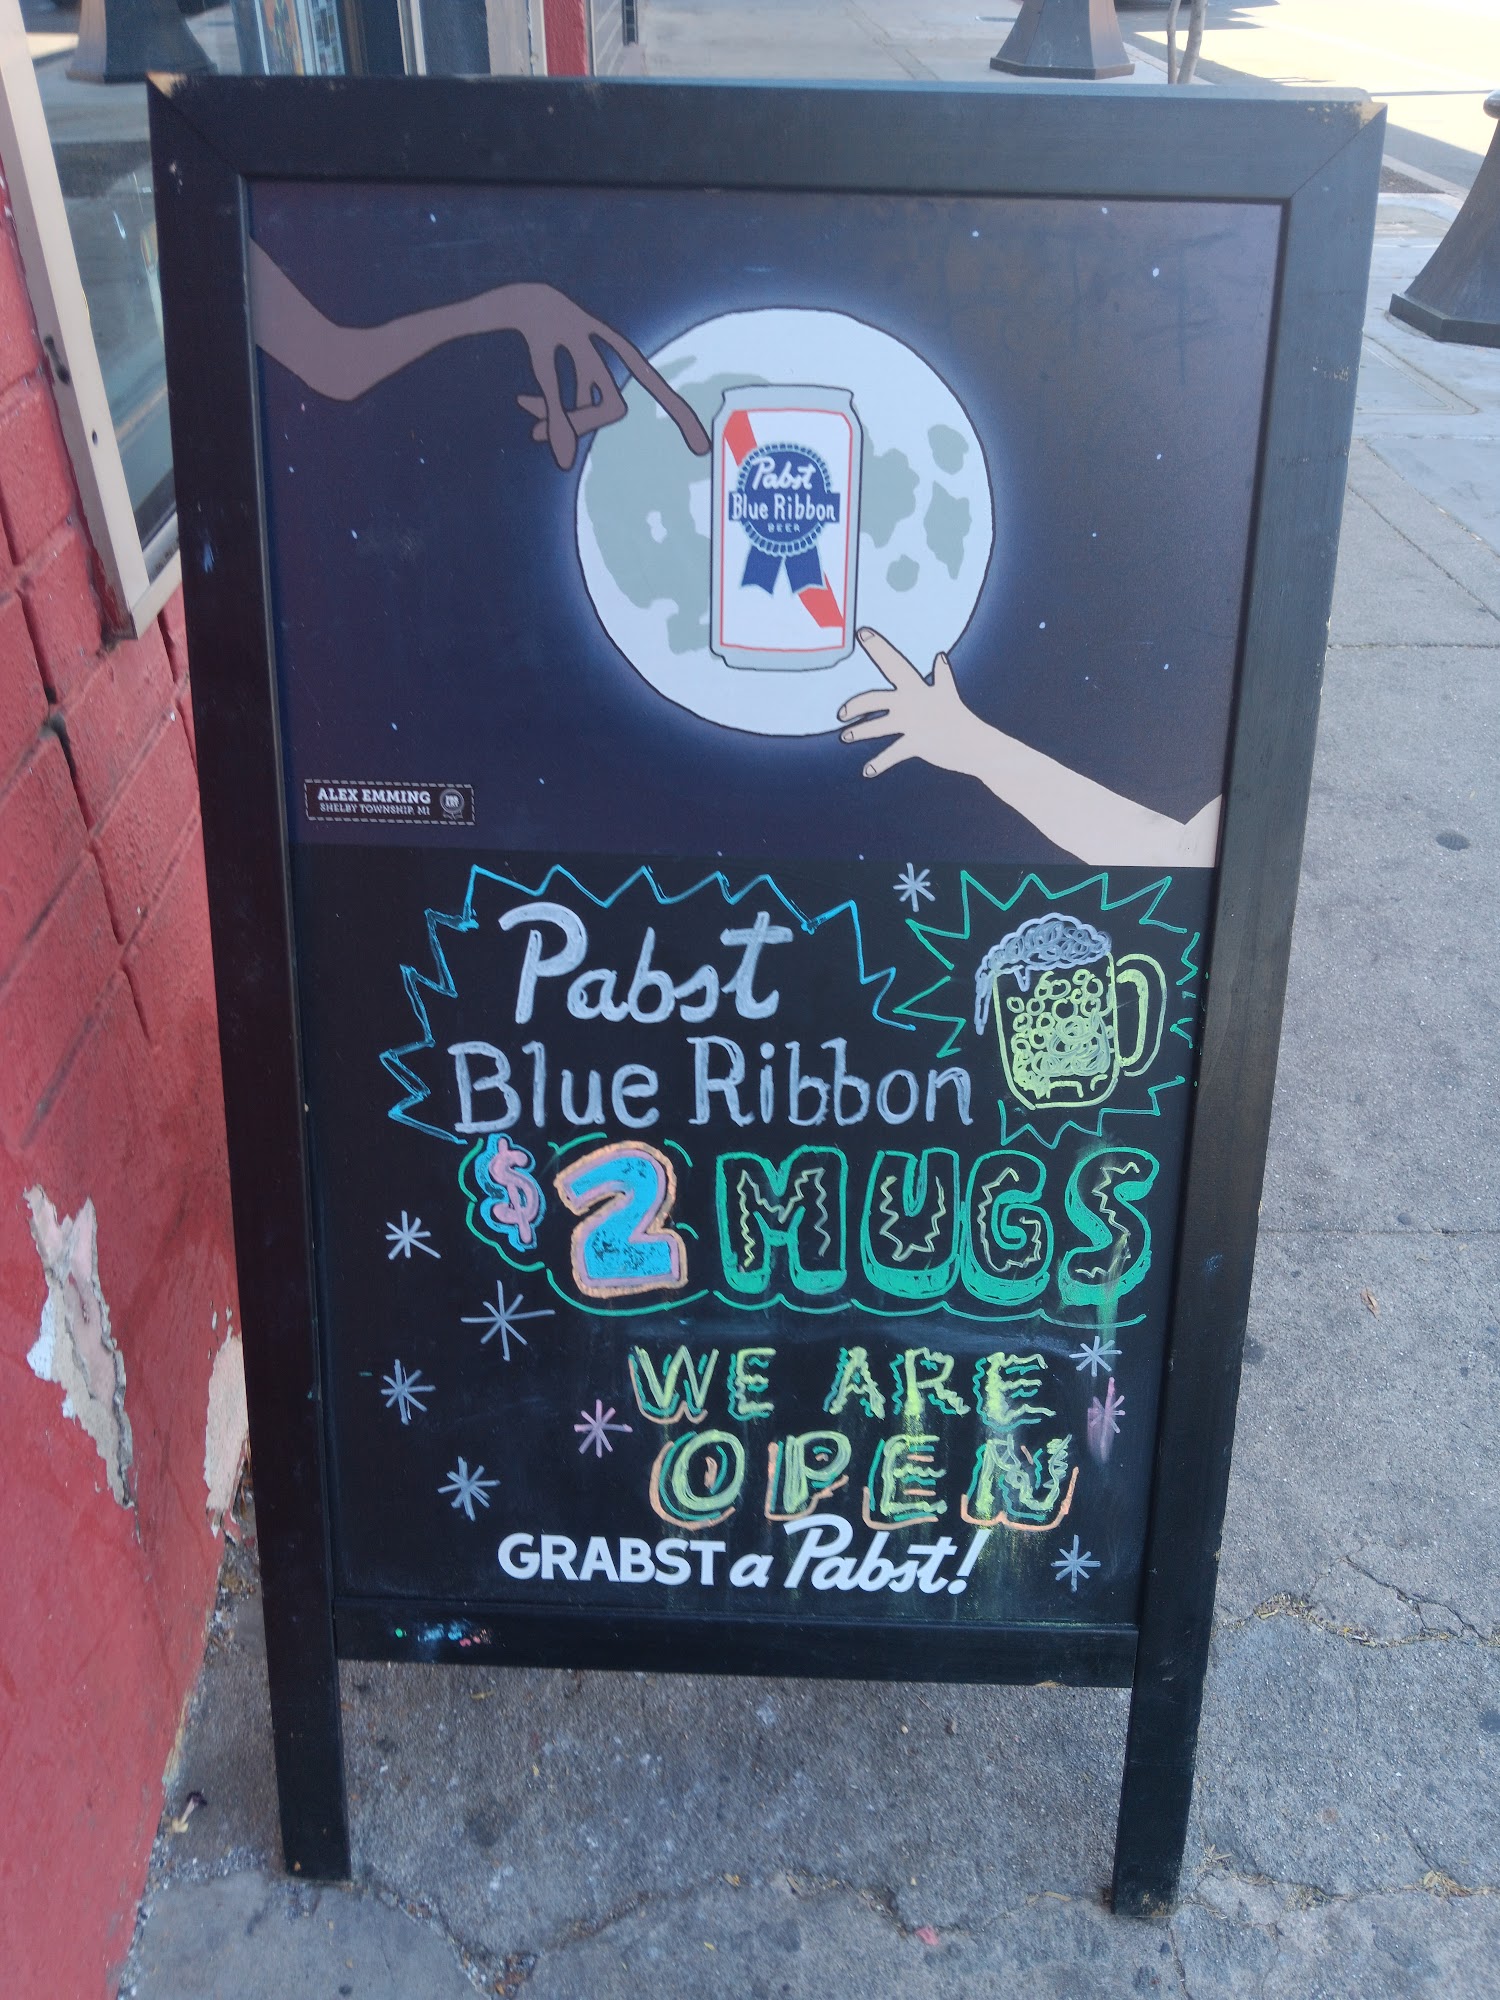 Pabst
Blue Ribbon
BEER
ALEX EMMING
SHELBY TOWNSHIP, MI
Pabst
Blue Ribbon
$2 MUGS
WE ARE
OPEN
GRABST a Pabst!